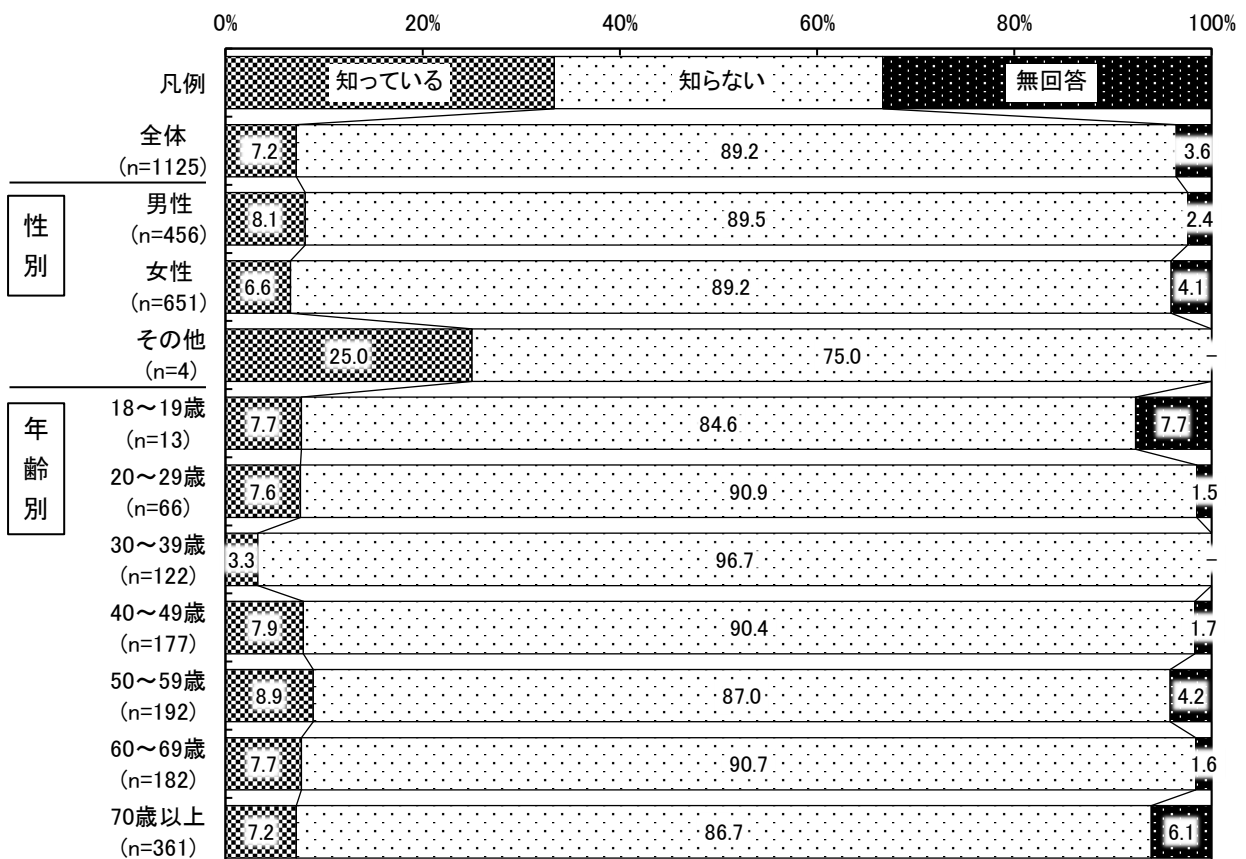 0% 20% 40% 60% 80% 100%
凡例 知っている 知らない 無回答
全体
(n=1125)
7.2 89.2 3.6
性別
男性
(n=456)
8.1 89.5 2.4
女性
(n=651)
6.6 89.2 4.1
その他
(n=4)
25.0 75.0 –
年齢別
18～19歳
(n=13)
7.7 84.6 7.7
20～29歳
(n=66)
7.6 90.9 1.5
30～39歳
(n=122)
3.3 96.7 –
40～49歳
(n=177)
7.9 90.4 1.7
50～59歳
(n=192)
8.9 87.0 4.2
60～69歳
(n=182)
7.7 90.7 1.6
70歳以上
(n=361)
7.2 86.7 6.1